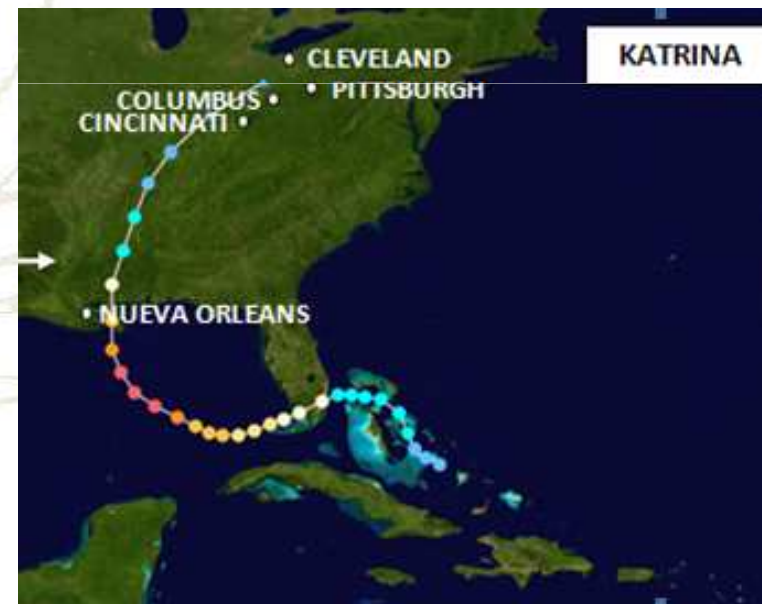 KATRINA
CLEVELAND
PITTSBURGH
COLUMBUS
CINCINNATI
NUEVA ORLEANS